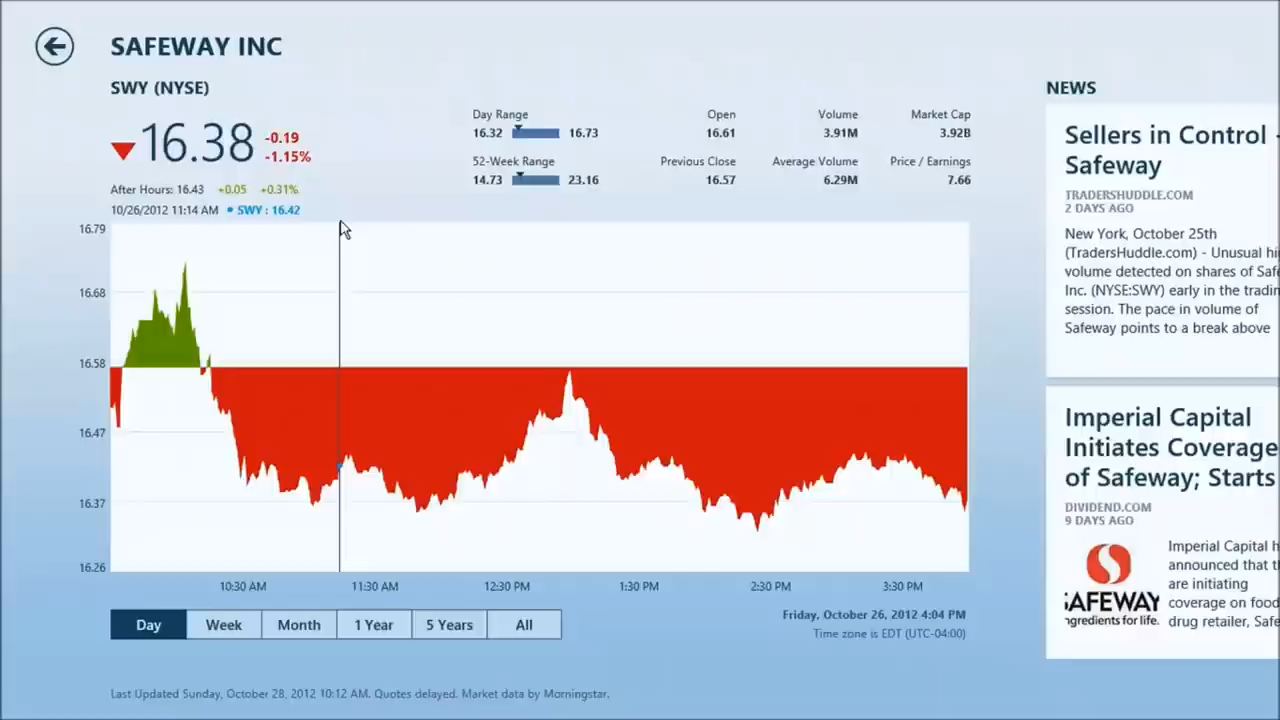 SAFEWAY INC
SWY (NYSE)
16.38
-0.19
-1.15%
After Hours: 16.43 +0.05 +0.31%
10/26/2012 11:14 AM • SWY : 16.42
Day Range
16.32 16.73
52-Week Range
14.73 23.16
Open
16.61
Previous Close
16.57
Volume
3.91M
Average Volume
6.29M
Market Cap
3.92B
Price / Earnings
7.66
16.79
16.68
16.58
16.47
16.37
16.26
10:30 AM 11:30 AM 12:30 PM 1:30 PM 2:30 PM 3:30 PM
Day Week Month 1 Year 5 Years All
Friday, October 26, 2012 4:04 PM
Time zone is EDT (UTC-04:00)
Last Updated Sunday, October 28, 2012 10:12 AM. Quotes delayed. Market data by Morningstar.
NEWS
Sellers in Control -
Safeway
TRADERSHUDDLE.COM
2 DAYS AGO
New York, October 25th
(TradersHuddle.com) - Unusual hi
volume detected on shares of Saf
Inc. (NYSE:SWY) early in the tradin
session. The pace in volume of
Safeway points to a break above
Imperial Capital
Initiates Coverage
of Safeway; Starts
DIVIDEND.COM
9 DAYS AGO
Imperial Capital h
announced that t
are initiating
coverage on food
drug retailer, Safe
SAFEWAY
ngredients for life.